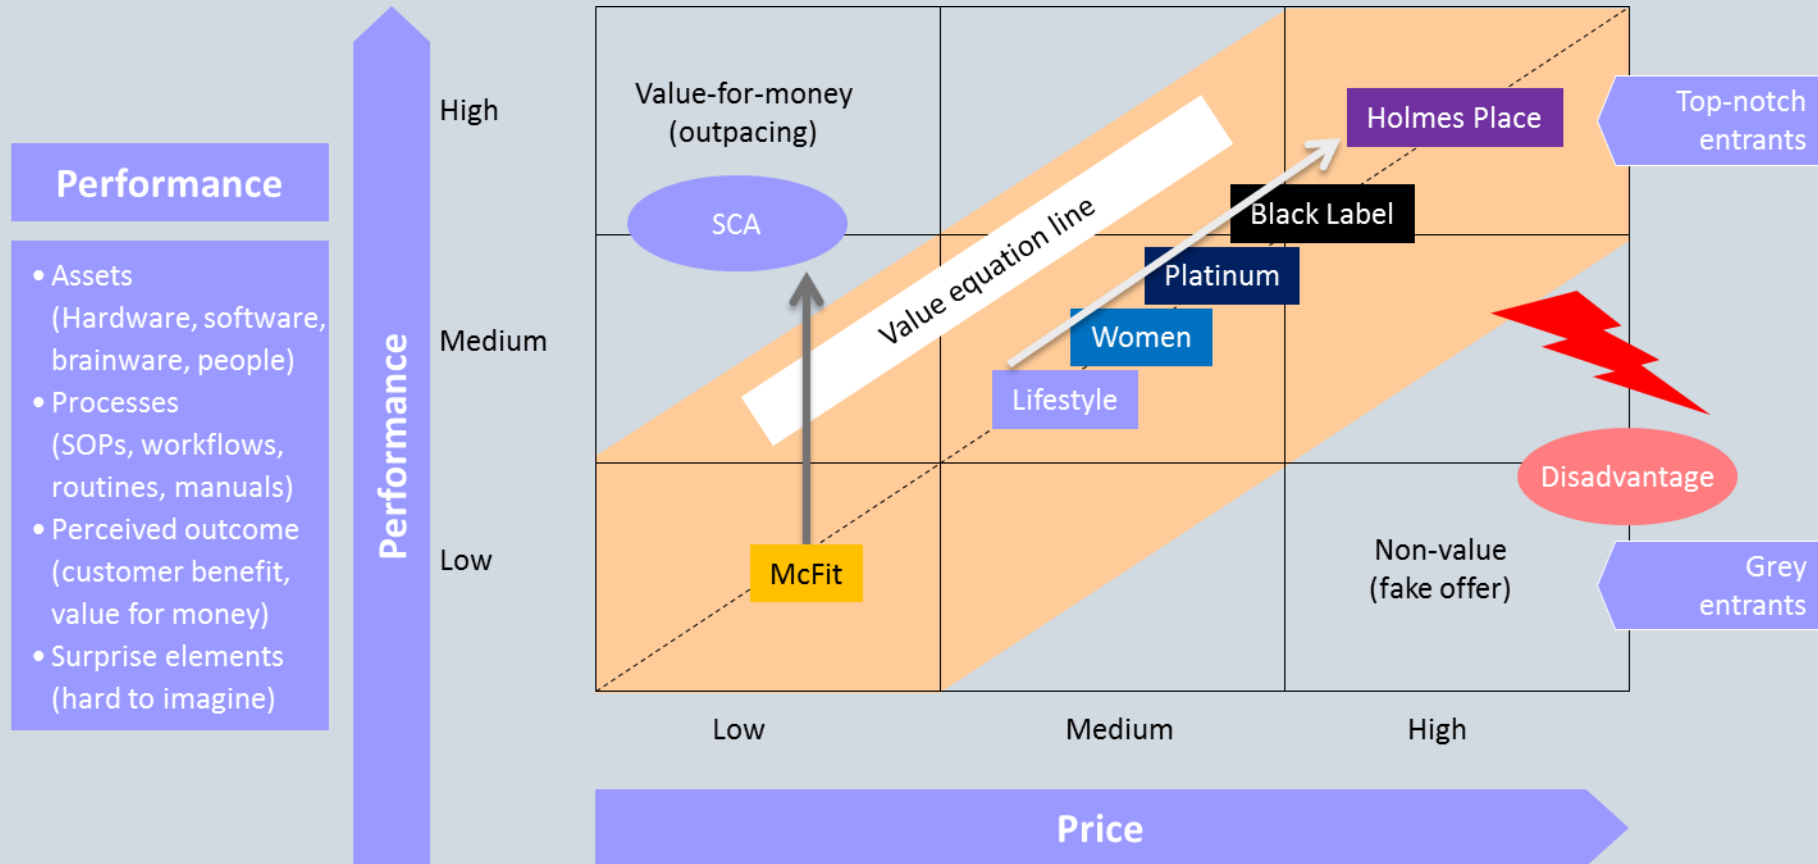 Performance
• Assets
(Hardware, software,
brainware, people)
• Processes
(SOPs, workflows,
routines, manuals)
• Perceived outcome
(customer benefit,
value for money)
• Surprise elements
(hard to imagine)
Performance
High
Medium
Low
Value-for-money
(outpacing)
SCA
Value equation line
Holmes Place
Black Label
Platinum
Women
Lifestyle
McFit
Top-notch
entrants
Disadvantage
Non-value
(fake offer)
Grey
entrants
Low
Medium
High
Price